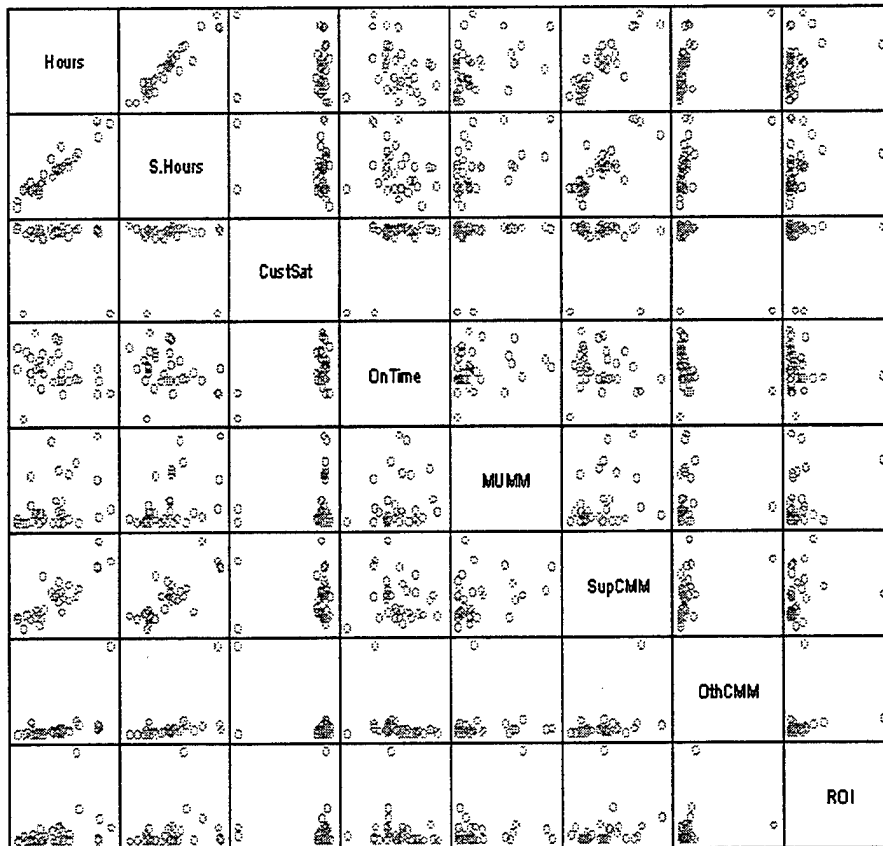 Hours
S.Hours
CustSat
OnTime
MUMM
SupCMM
OthCMM
ROI